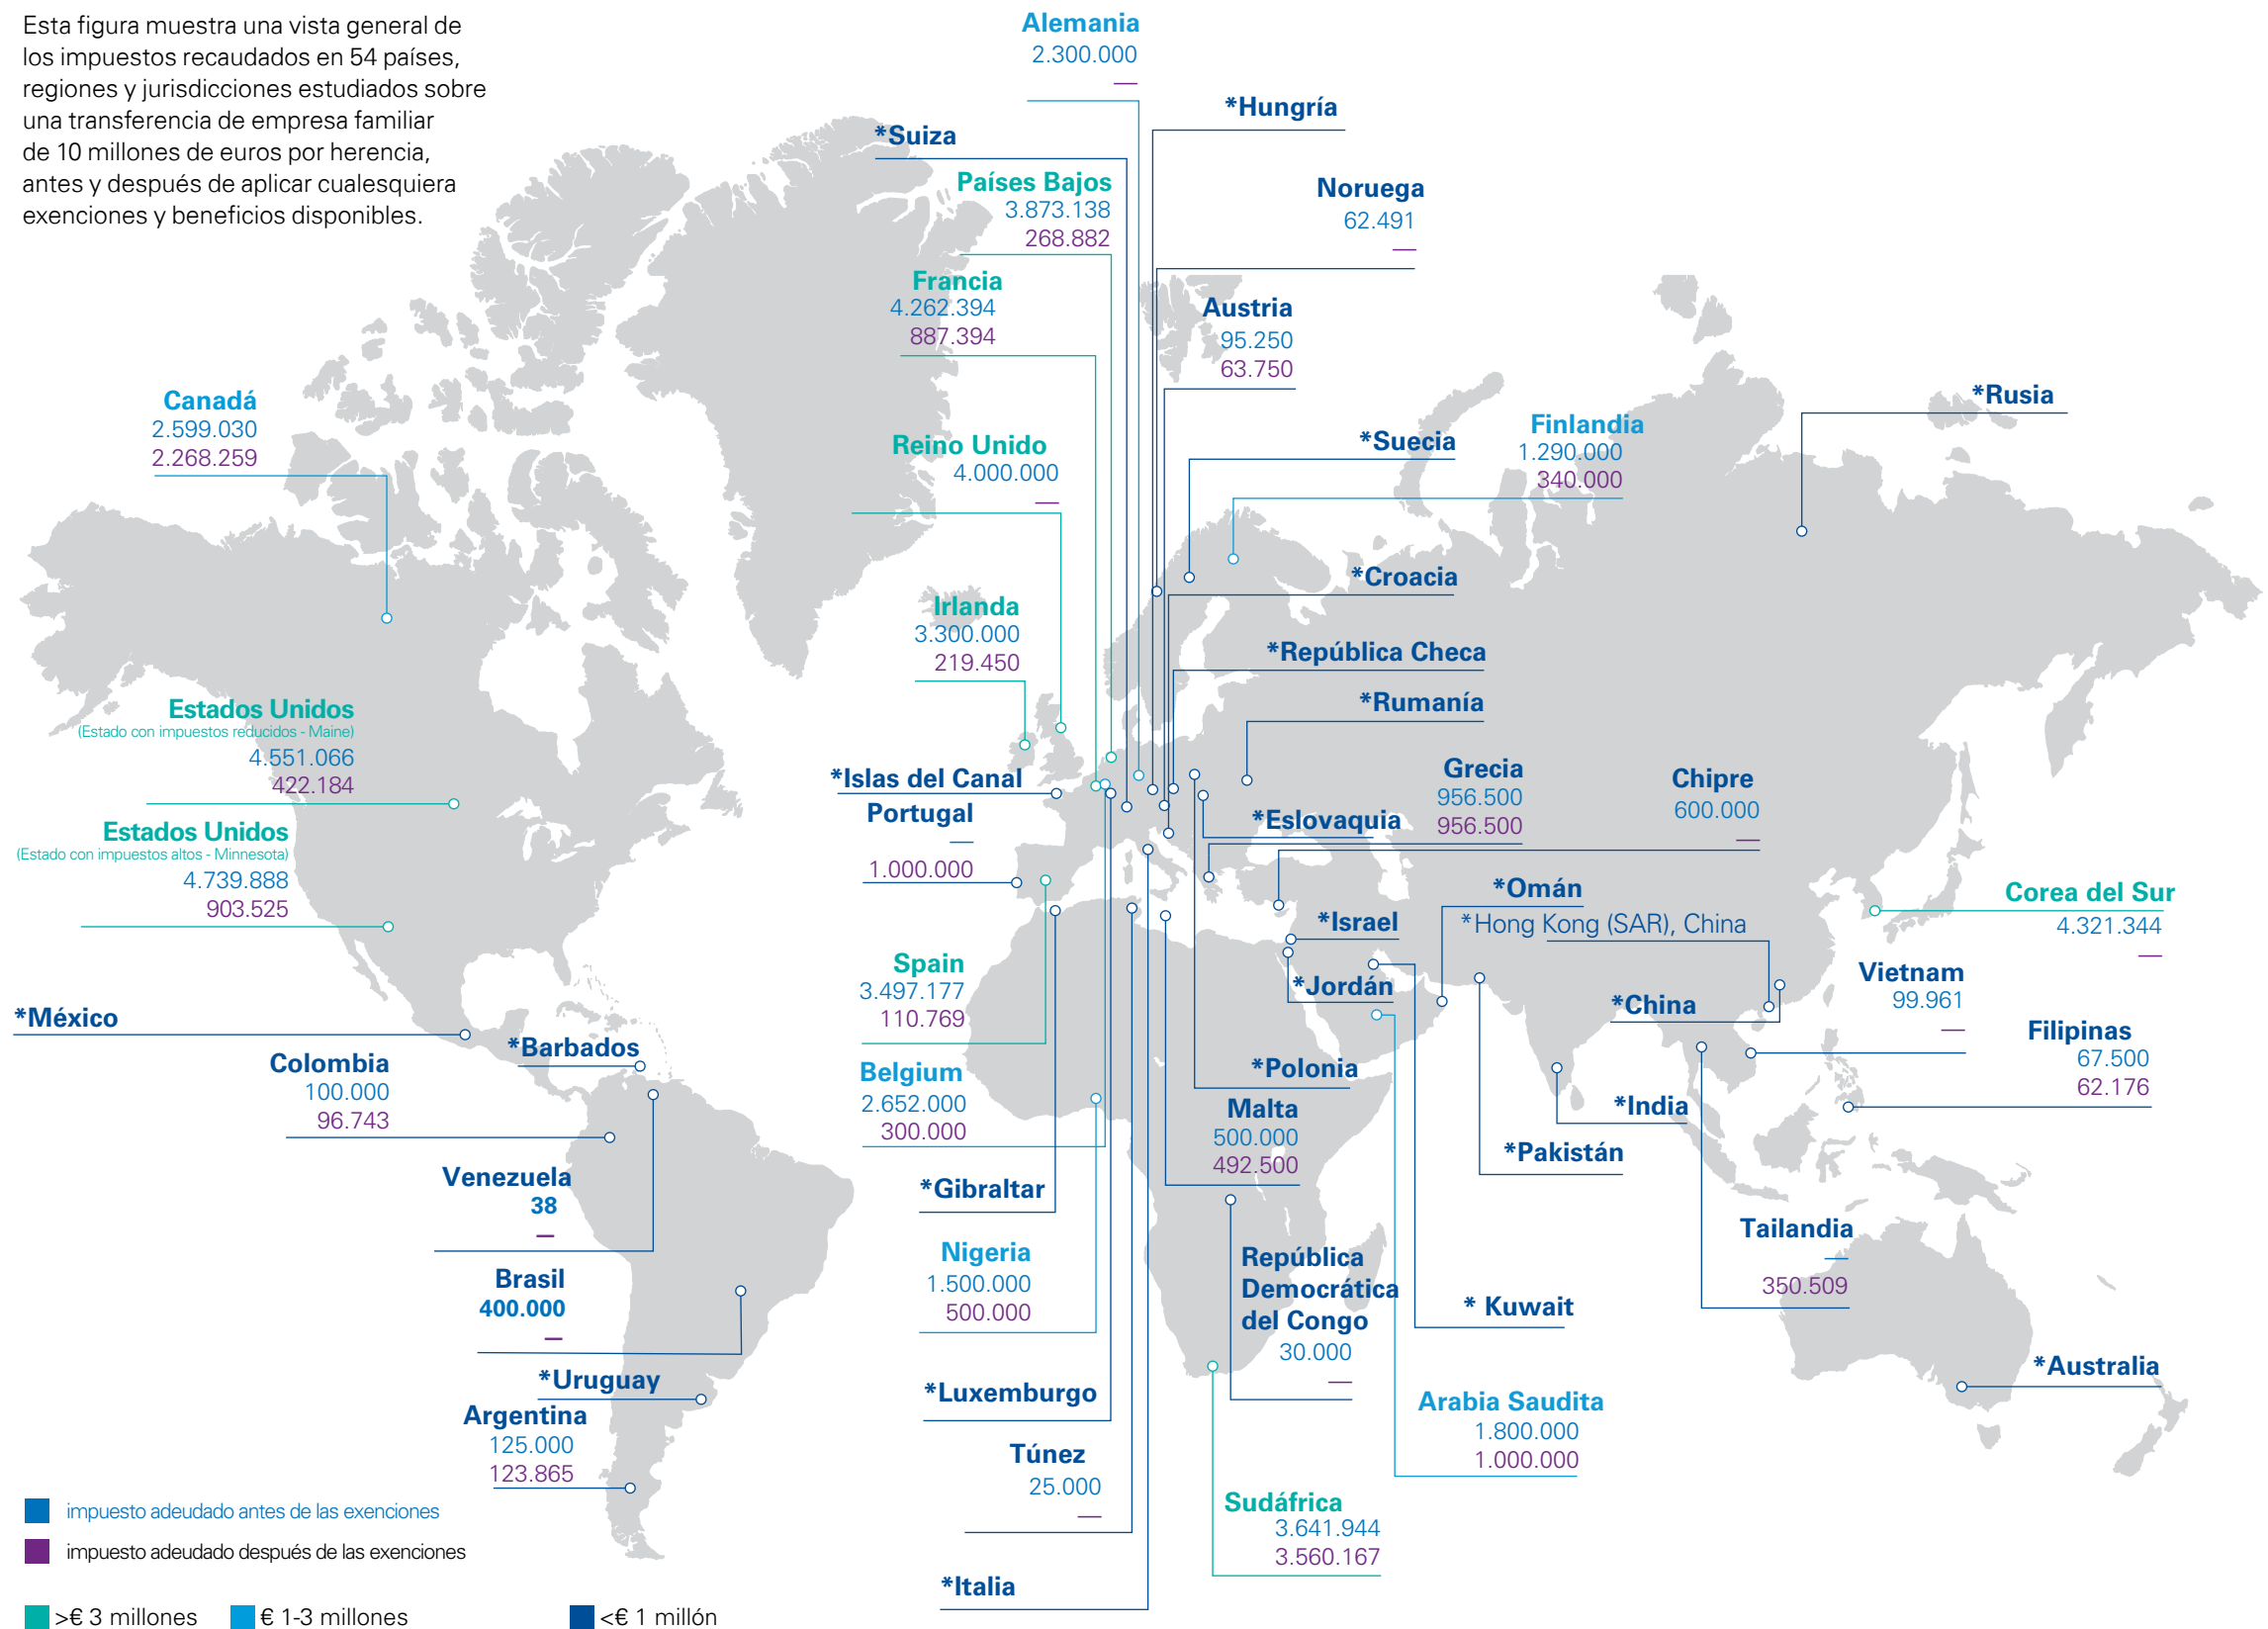 Esta figura muestra una vista general de
los impuestos recaudados en 54 países,
regiones y jurisdicciones estudiados sobre
una transferencia de empresa familiar
de 10 millones de euros por herencia,
antes y después de aplicar cualesquiera
exenciones y beneficios disponibles.
Alemania
2.300.000
—
*Hungría
*Suiza
Países Bajos
3.873.138
268.882
Noruega
62.491
—
Francia
4.262.394
887.394
Austria
95.250
63.750
Canadá
2.599.030
2.268.259
*Rusia
Reino Unido
4.000.000
—
*Suecia
Finlandia
1.290.000
340.000
*Croacia
Irlanda
3.300.000
219.450
*República Checa
*Rumanía
Estados Unidos
(Estado con impuestos reducidos - Maine)
4.551.066
422.184
*Islas del Canal
Grecia
956.500
956.500
Chipre
600.000
—
Portugal
—
1.000.000
*Eslovaquia
Estados Unidos
(Estado con impuestos altos - Minnesota)
4.739.888
903.525
*Omán
*Hong Kong (SAR), China
*Israel
Corea del Sur
4.321.344
—
Spain
3.497.177
110.769
*Jordán
Vietnam
99.961
—
*China
*México
Filipinas
67.500
62.176
*Barbados
Colombia
100.000
96.743
Belgium
2.652.000
300.000
*Polonia
Malta
500.000
492.500
*India
*Pakistán
Venezuela
38
—
*Gibraltar
Tailandia
—
350.509
Nigeria
1.500.000
500.000
República
Democrática
del Congo
30.000
—
Brasil
400.000
—
* Kuwait
*Uruguay
*Australia
*Luxemburgo
Argentina
125.000
123.865
Arabia Saudita
1.800.000
1.000.000
Túnez
25.000
—
Sudáfrica
3.641.944
3.560.167
*Italia
impuesto adeudado antes de las exenciones
impuesto adeudado después de las exenciones
>€ 3 millones
€ 1-3 millones
<€ 1 millón